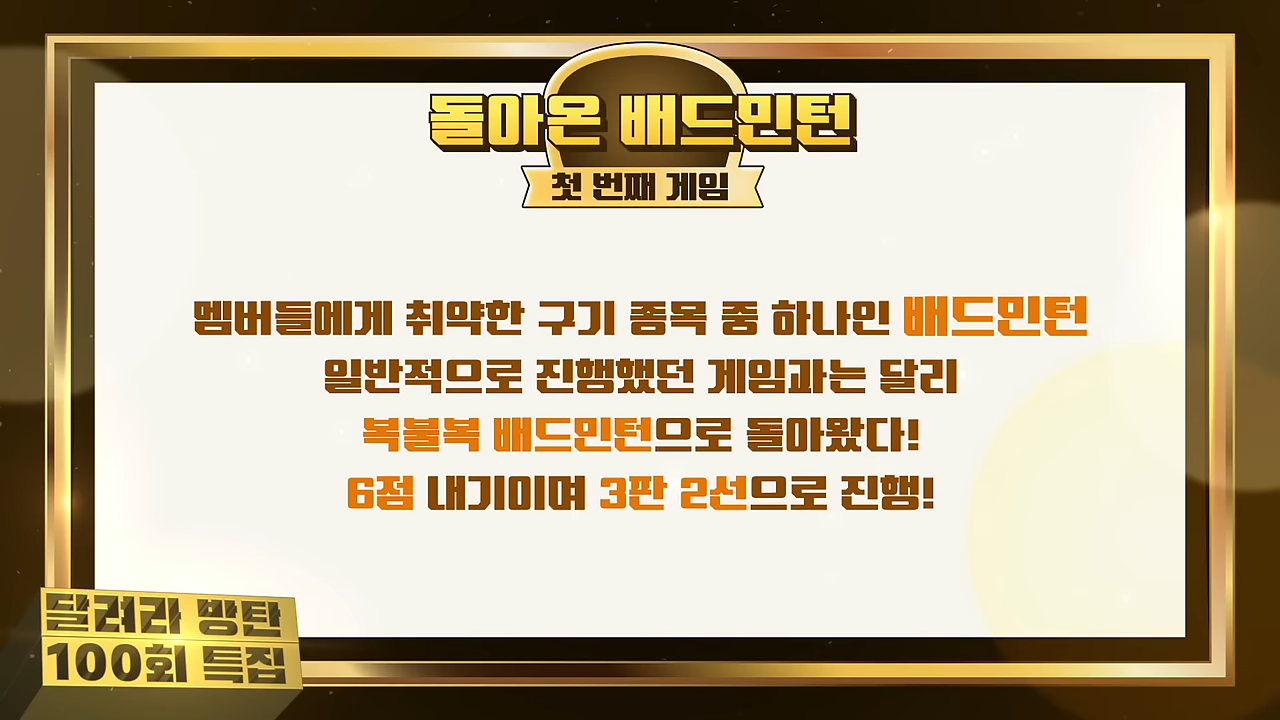 돌아온 배드민턴
첫 번째 게임
멤버들에게 취약한 구기 종목 중 하나인 배드민턴
일반적으로 진행했던 게임과는 달리
복불복 배드민턴으로 돌아왔다!
6점 내기이며 3판 2선으로 진행!
달려라 방탄
100회 특집